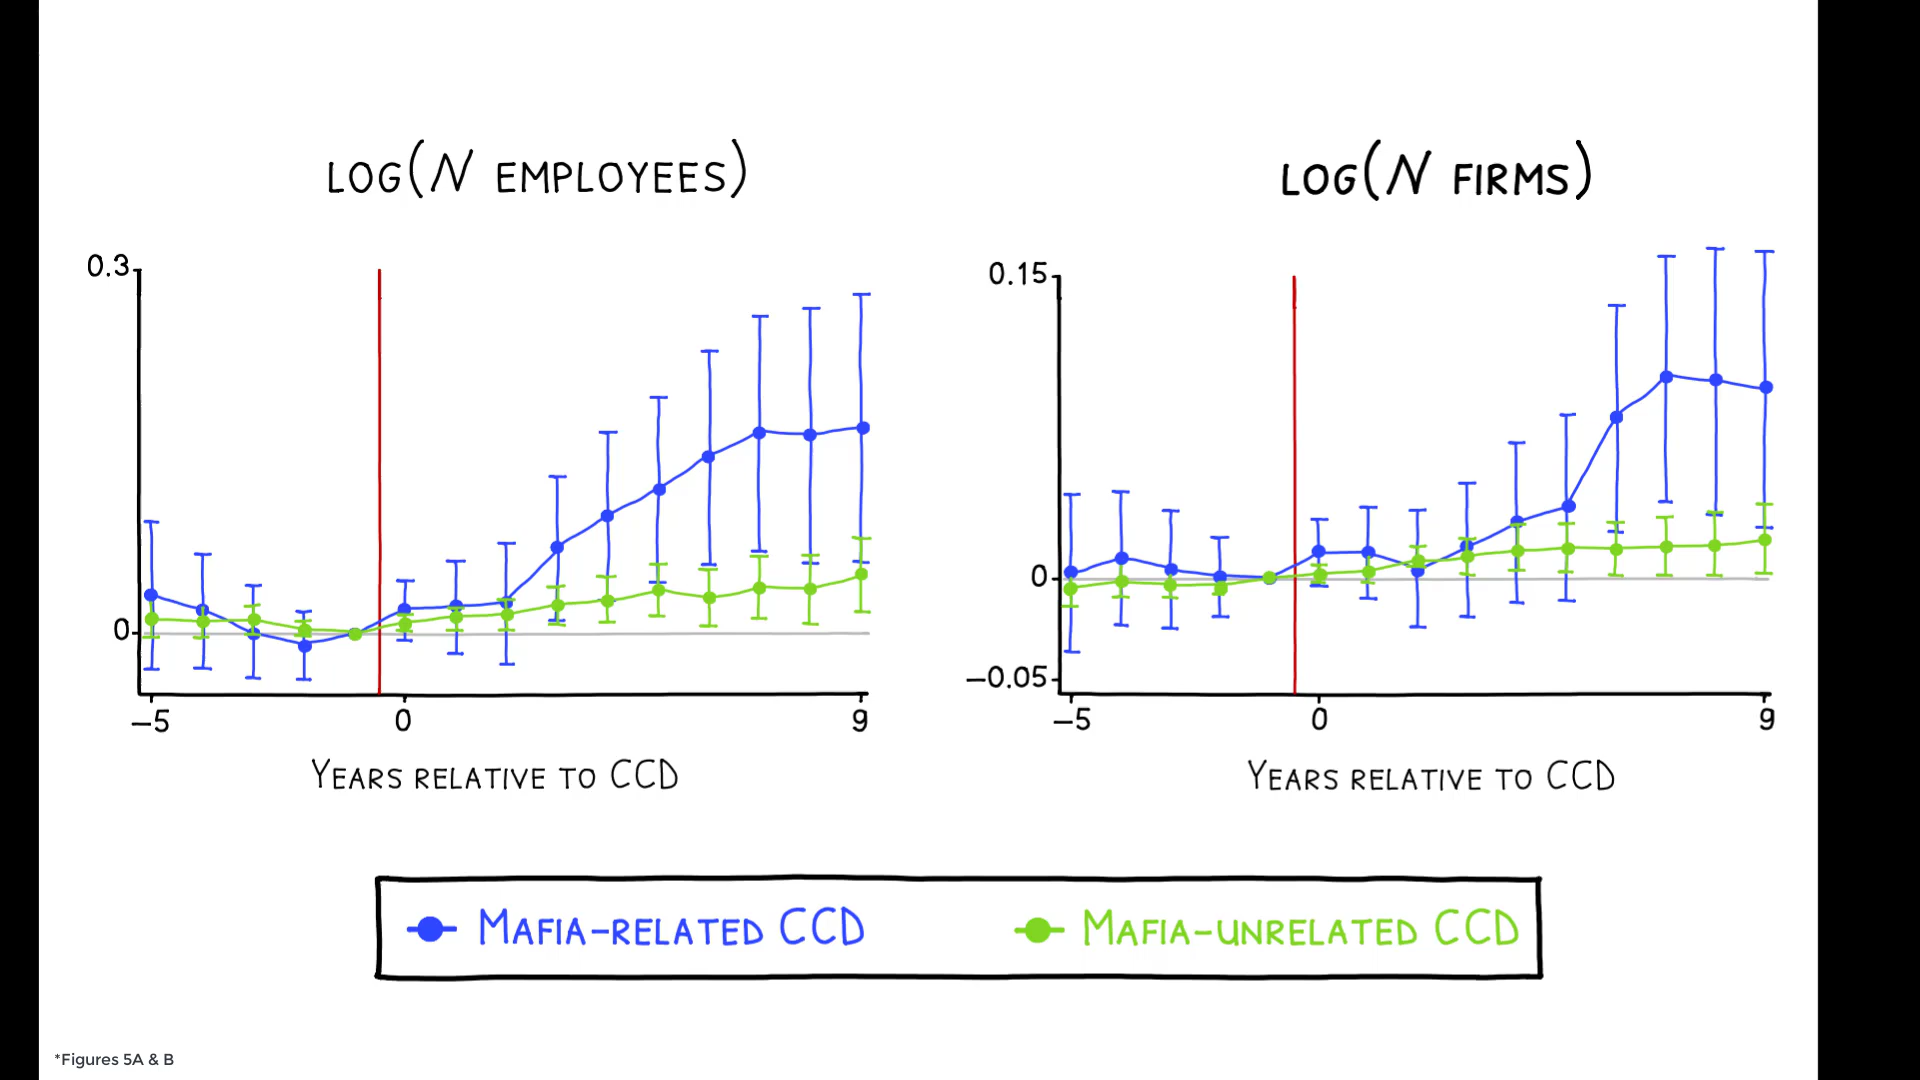 LOG(N EMPLOYEES)
0.3
0
−5
0
9
YEARS RELATIVE TO CCD
LOG(N FIRMS)
0.15
0
−0.05
−5
0
9
YEARS RELATIVE TO CCD
MAFIA-RELATED CCD
MAFIA-UNRELATED CCD
*Figures 5A & B